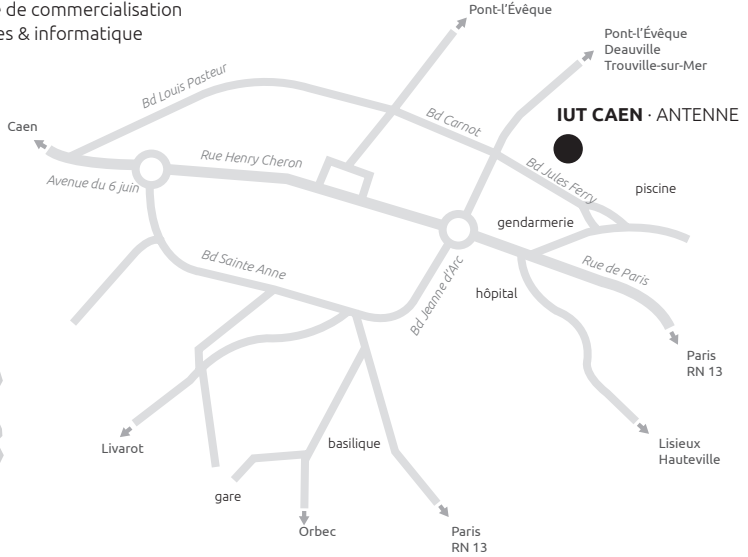 de commercialisation
es & informatique
Pont-l'Évêque
Pont-l'Évêque
Deauville
Trouville-sur-Mer
Bd Louis Pasteur
Bd Carnot
IUT CAEN · ANTENNE
Caen
Rue Henry Cheron
Avenue du 6 juin
Bd Jules Ferry
piscine
gendarmerie
Bd Sainte Anne
Bd Jeanne d'Arc
hôpital
Rue de Paris
Paris
RN 13
Livarot
basilique
Lisieux
Hauteville
gare
Orbec
Paris
RN 13